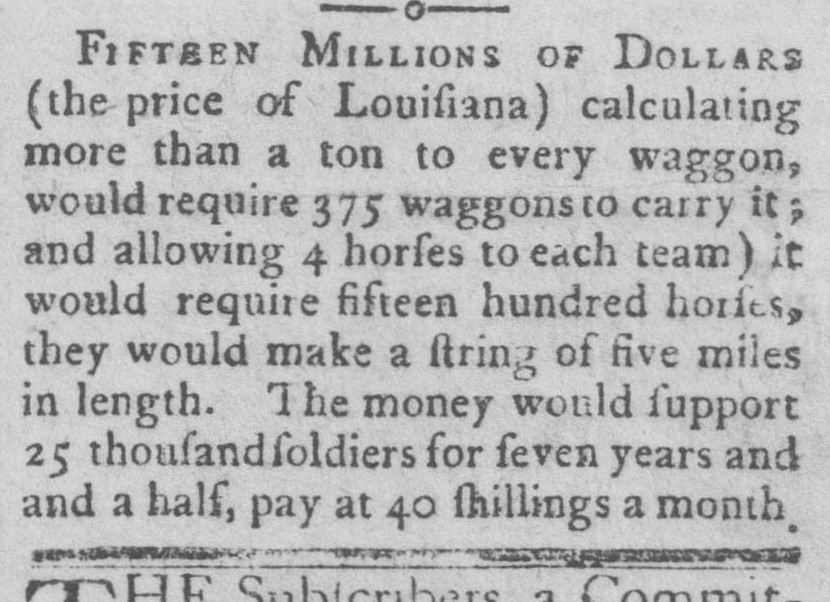 FIFTEEN MILLIONS OF DOLLARS
(the price of Louiſiana) calculating
more than a ton to every waggon,
would require 375 waggons to carry it ;
and allowing 4 horſes to each team) it
would require fifteen hundred horſes,
they would make a ſtring of five miles
in length. The money would ſupport
25 thouſand ſoldiers for ſeven years and
and a half, pay at 40 ſhillings a month.
THE Subſcribers, a Commit-